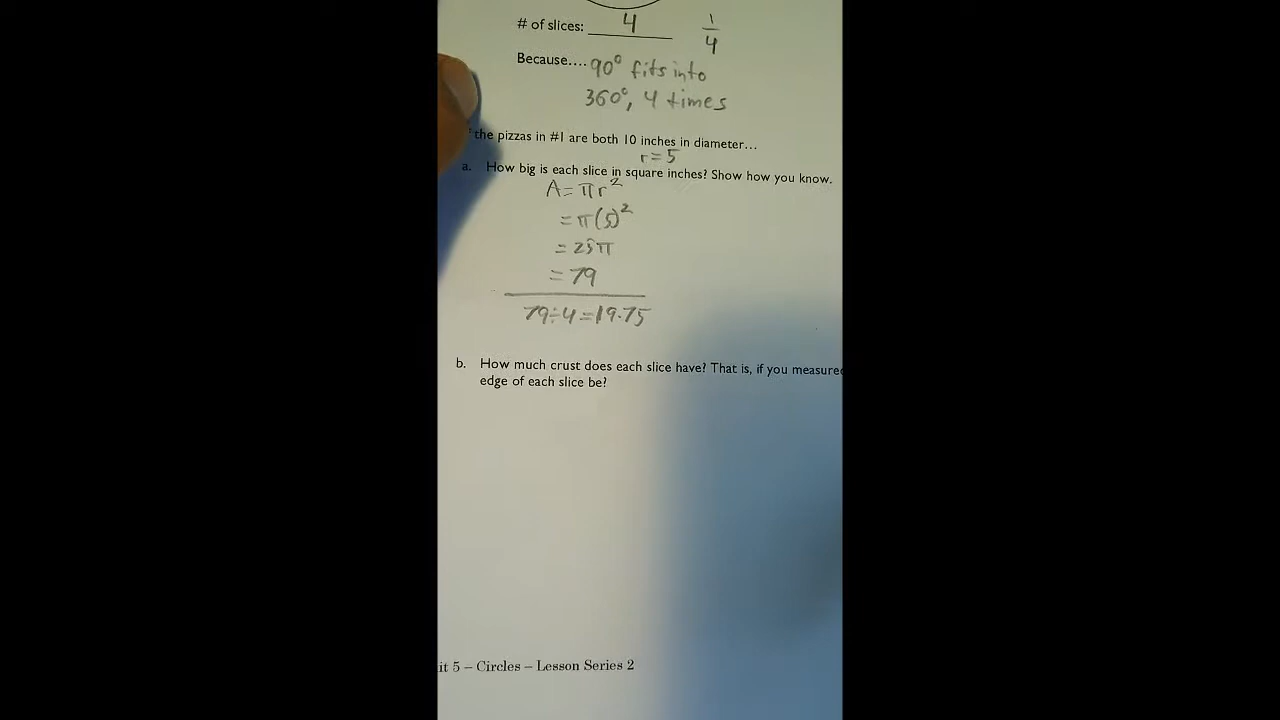 # of slices: 4 1/4
Because.... 90° fits into
360°, 4 times
the pizzas in #1 are both 10 inches in diameter...
r=5
a. How big is each slice in square inches? Show how you know.
A=πr²
=π(5)²
=25π
=79
79÷4=19.75
b. How much crust does each slice have? That is, if you measured
edge of each slice be?
it 5 – Circles – Lesson Series 2